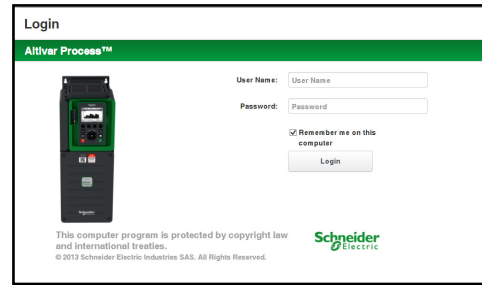 Login
Altivar Process™
User Name:
User Name
Password:
Password
Remember me on this
computer
Login
This computer program is protected by copyright law
and international treaties.
© 2013 Schneider Electric Industries SAS. All Rights Reserved.
Schneider
Electric